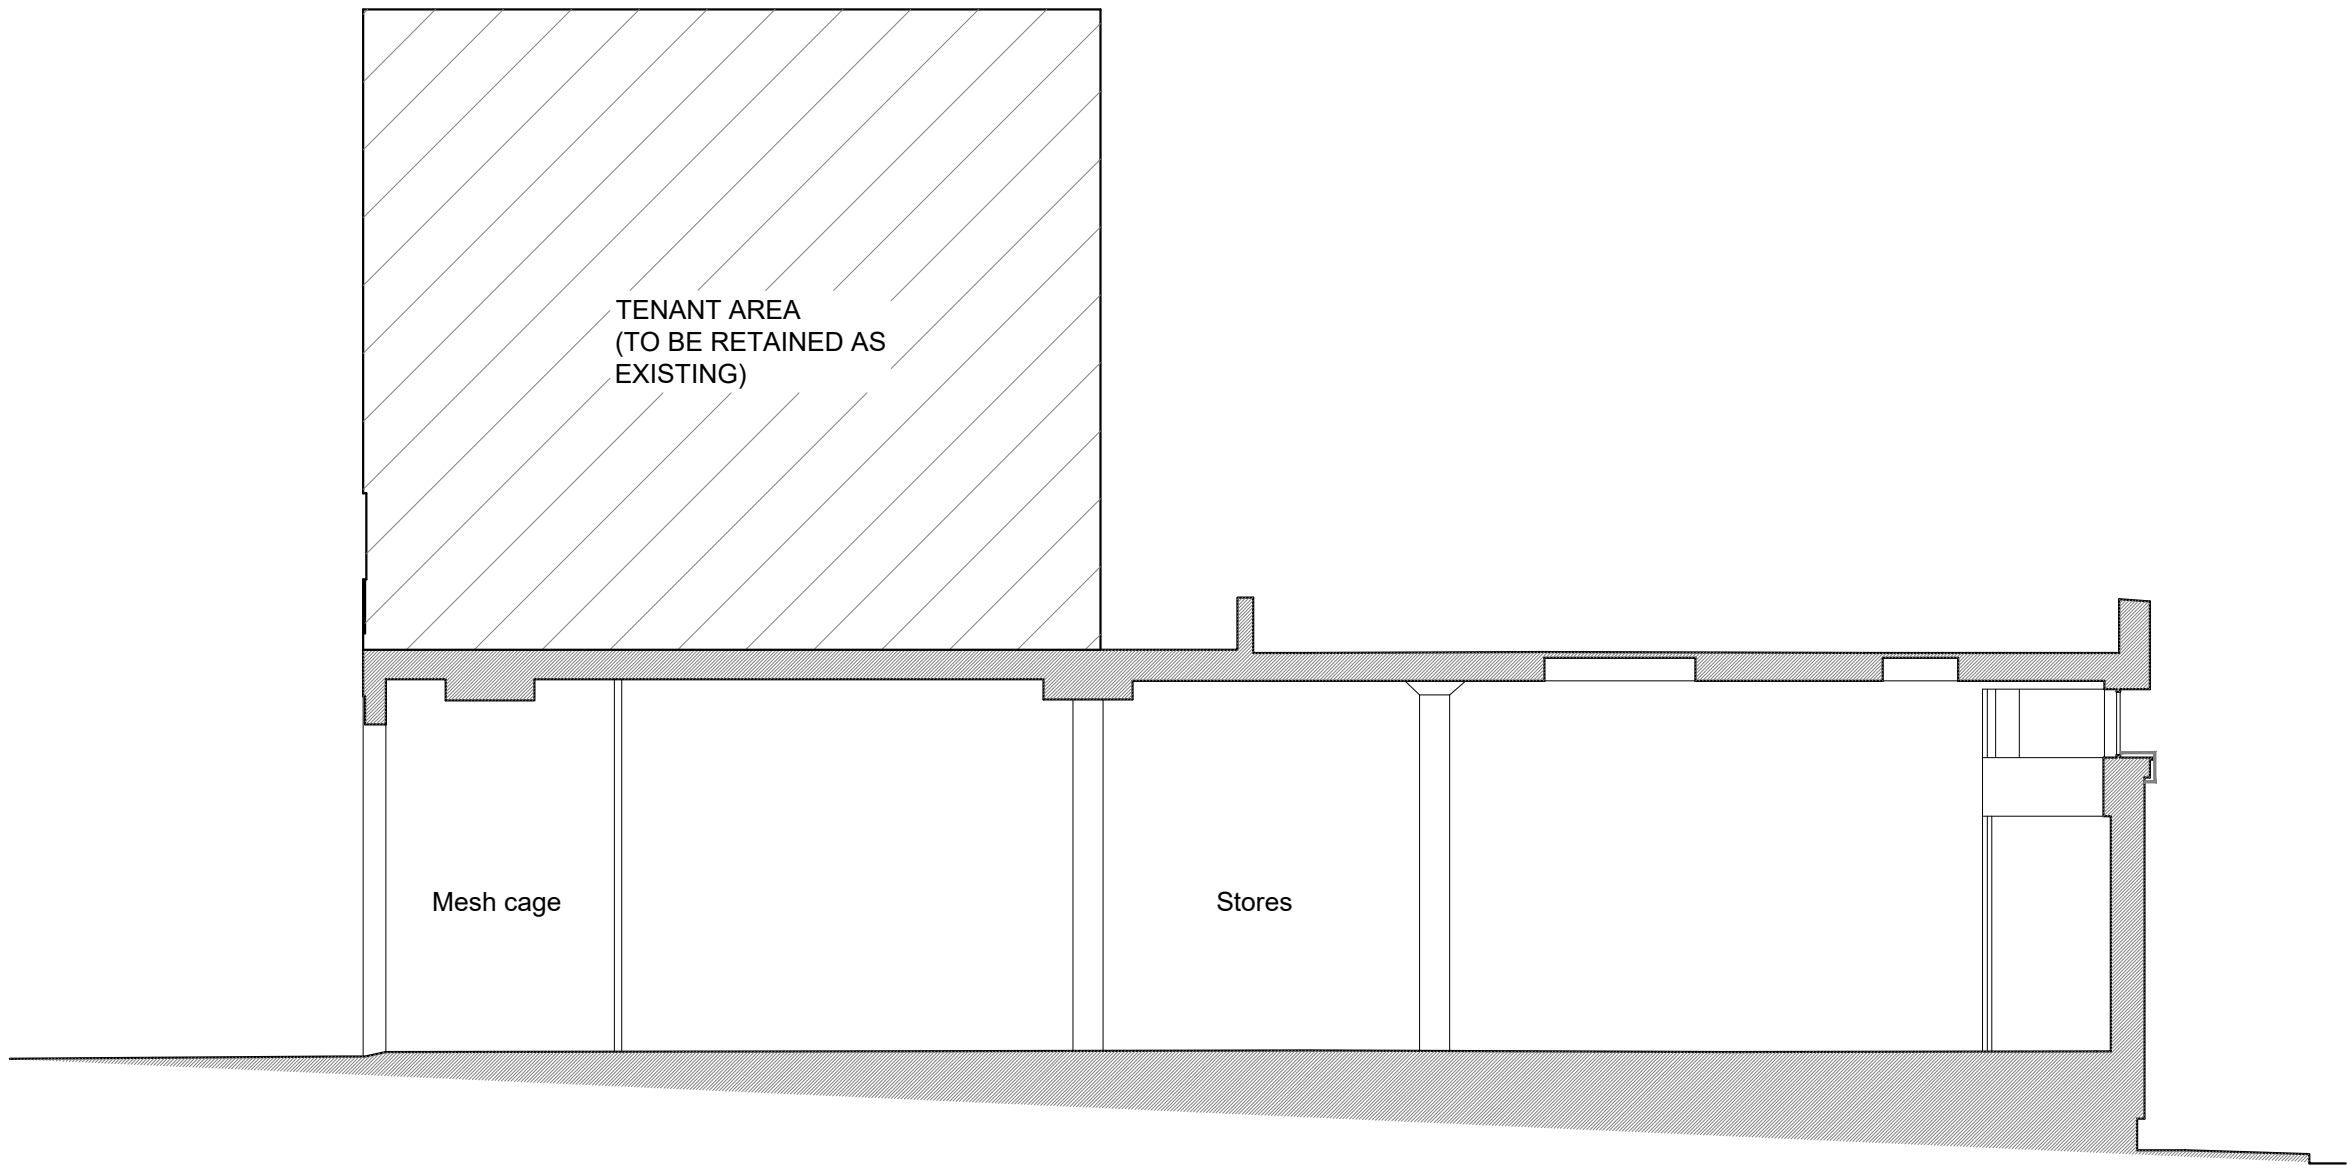 TENANT AREA
(TO BE RETAINED AS
EXISTING)
Mesh cage
Stores